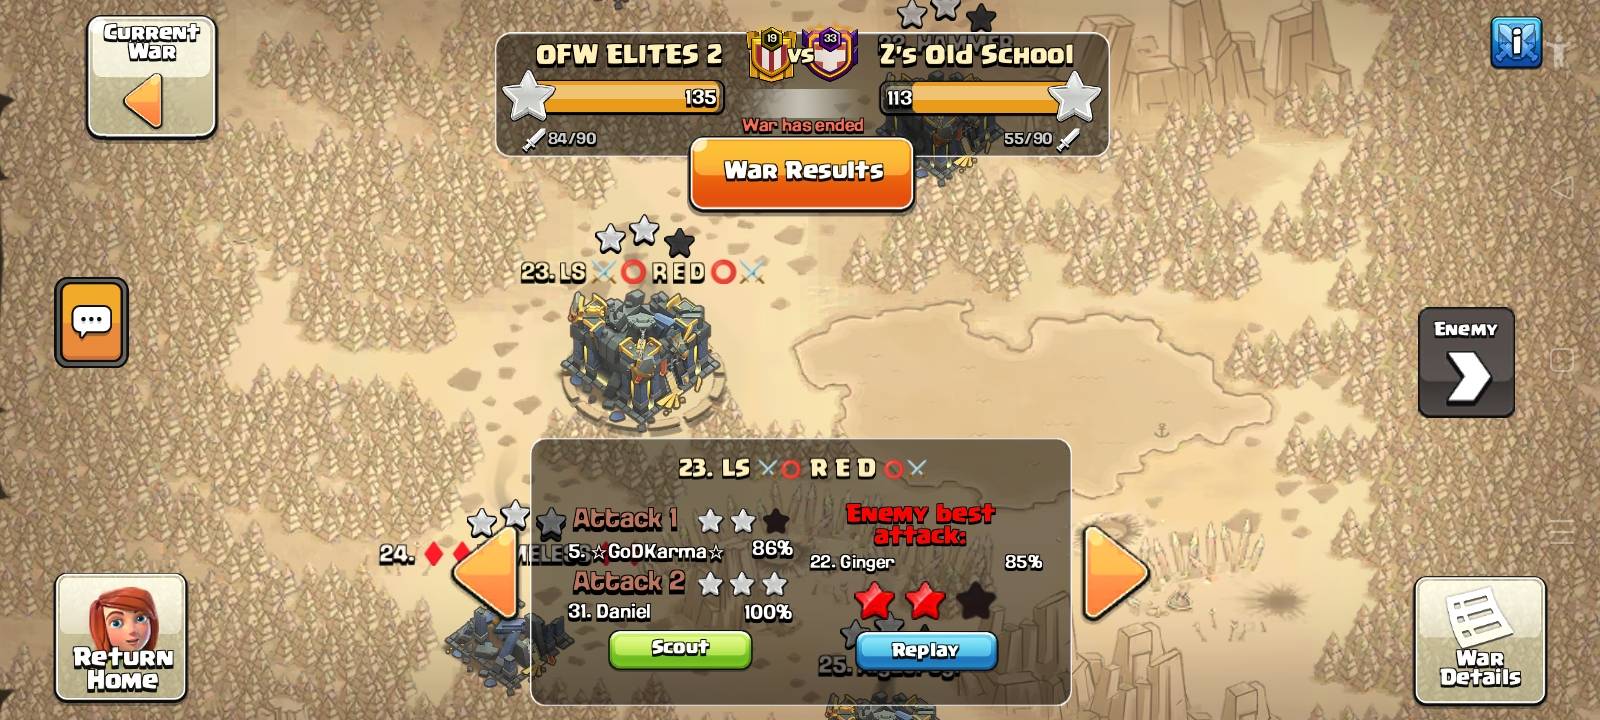 Current
War
OFW ELITES 2
19
VS
33
Z's Old School
135
113
84/90
War has ended
55/90
War Results
23. LS ⚔⭕ R E D ⭕⚔
Enemy
23. LS ⚔⭕ R E D ⭕⚔
Attack 1
5. ☆GoDKarma☆ 86%
Attack 2
31. Daniel 100%
Scout
Enemy best
attack:
22. Ginger 85%
Replay
24. ♦♦
25.
Return
Home
War
Details